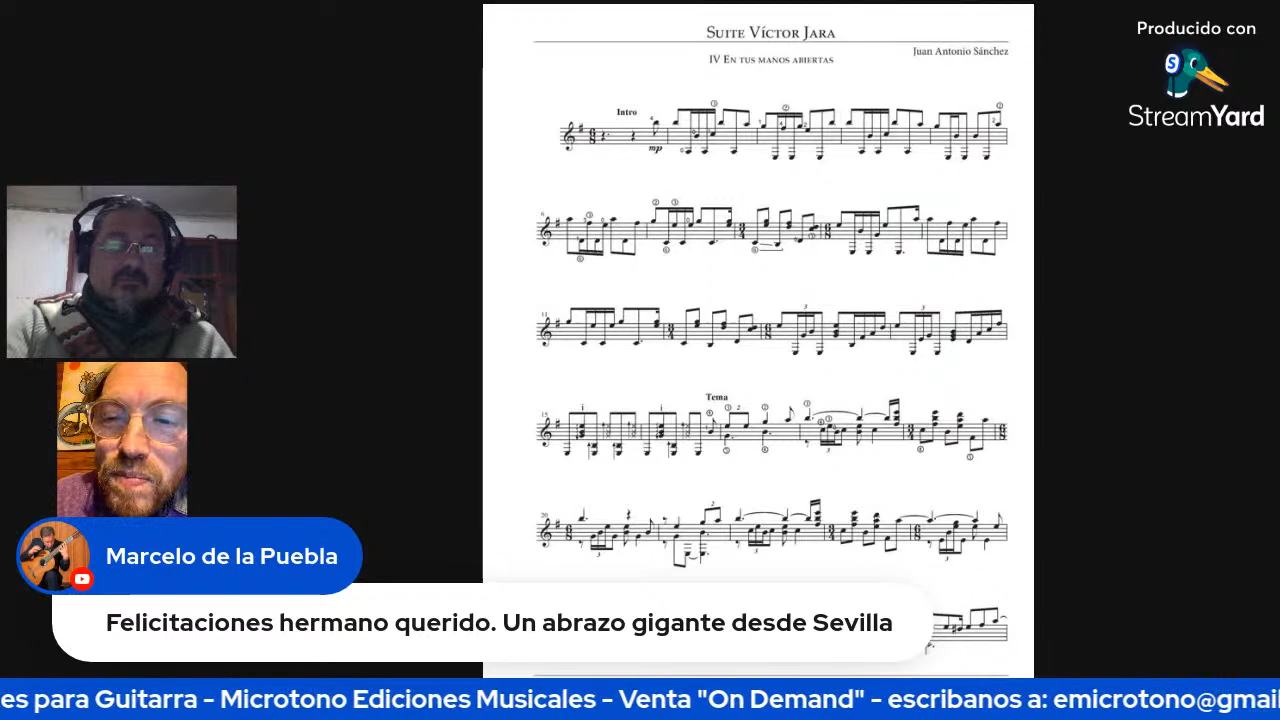 SUITE VÍCTOR JARA
Juan Antonio Sánchez
IV EN TUS MANOS ABIERTAS
Producido con
StreamYard
Intro
mp
Tema
Marcelo de la Puebla
Felicitaciones hermano querido. Un abrazo gigante desde Sevilla
es para Guitarra - Microtono Ediciones Musicales - Venta "On Demand" - escribanos a: emicrotono@gmai